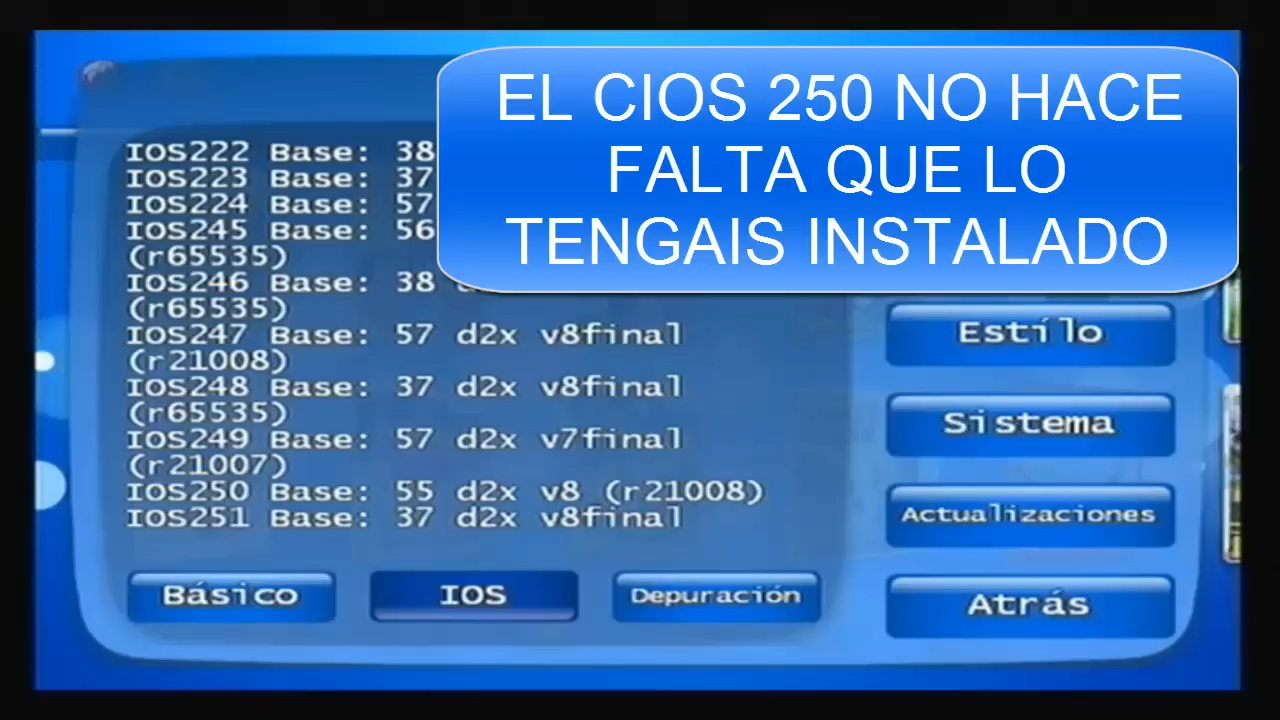 EL CIOS 250 NO HACE
FALTA QUE LO
TENGAIS INSTALADO
IOS222 Base: 38
IOS223 Base: 37
IOS224 Base: 57
IOS245 Base: 56
(r65535)
IOS246 Base: 38
(r65535)
IOS247 Base: 57 d2x v8final
(r21008)
IOS248 Base: 37 d2x v8final
(r65535)
IOS249 Base: 57 d2x v7final
(r21007)
IOS250 Base: 55 d2x v8 (r21008)
IOS251 Base: 37 d2x v8final
Básico
IOS
Depuración
Estílo
Sistema
Actualizaciones
Atrás